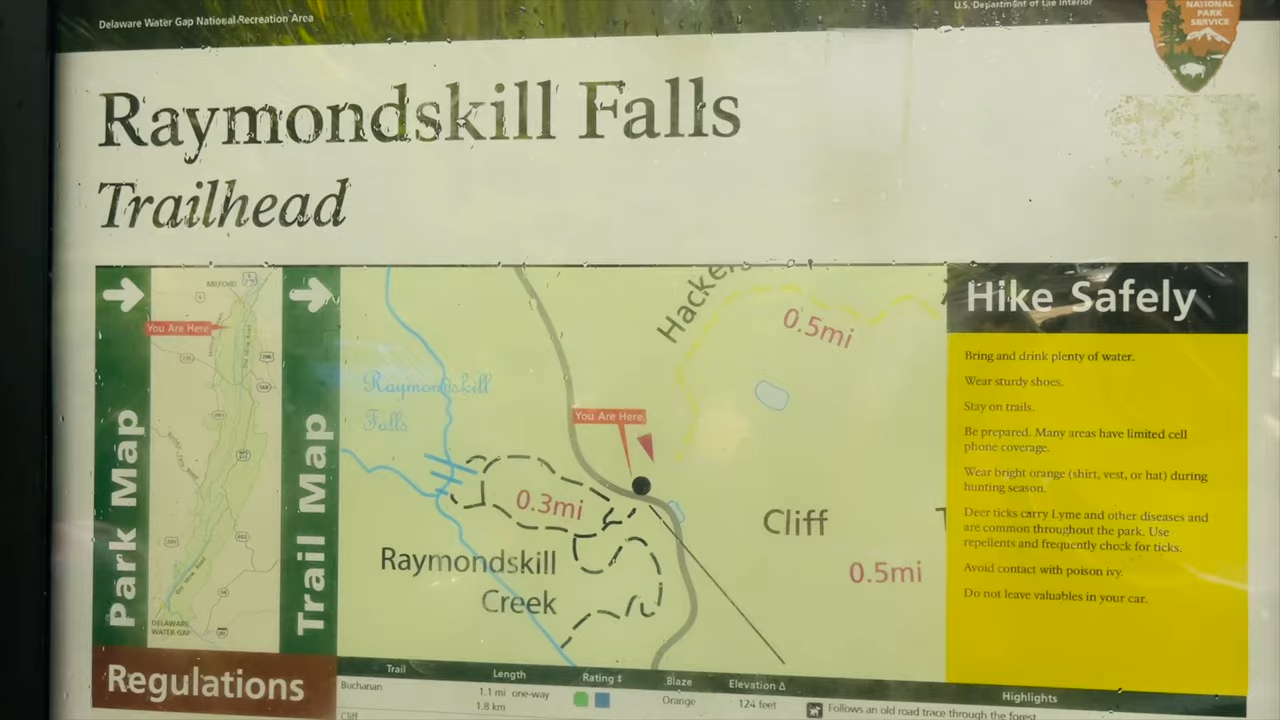 Delaware Water Gap National Recreation Area
U.S. Department of the Interior
NATIONAL
PARK
SERVICE
Raymondskill Falls
Trailhead
Park Map
MILFORD
You Are Here
DELAWARE
WATER GAP
Trail Map
Hackers
0.5mi
Raymondskill
Falls
You Are Here
0.3mi
Cliff
Raymondskill
Creek
0.5mi
Hike Safely
Bring and drink plenty of water.
Wear sturdy shoes.
Stay on trails.
Be prepared. Many areas have limited cell
phone coverage.
Wear bright orange (shirt, vest, or hat) during
hunting season.
Deer ticks carry Lyme and other diseases and
are common throughout the park. Use
repellents and frequently check for ticks.
Avoid contact with poison ivy.
Do not leave valuables in your car.
Regulations
Trail Length Rating ‡ Blaze Elevation Δ Highlights
Buchanan 1.1 mi one-way Orange 124 feet Follows an old road trace through the forest
1.8 km
Cliff